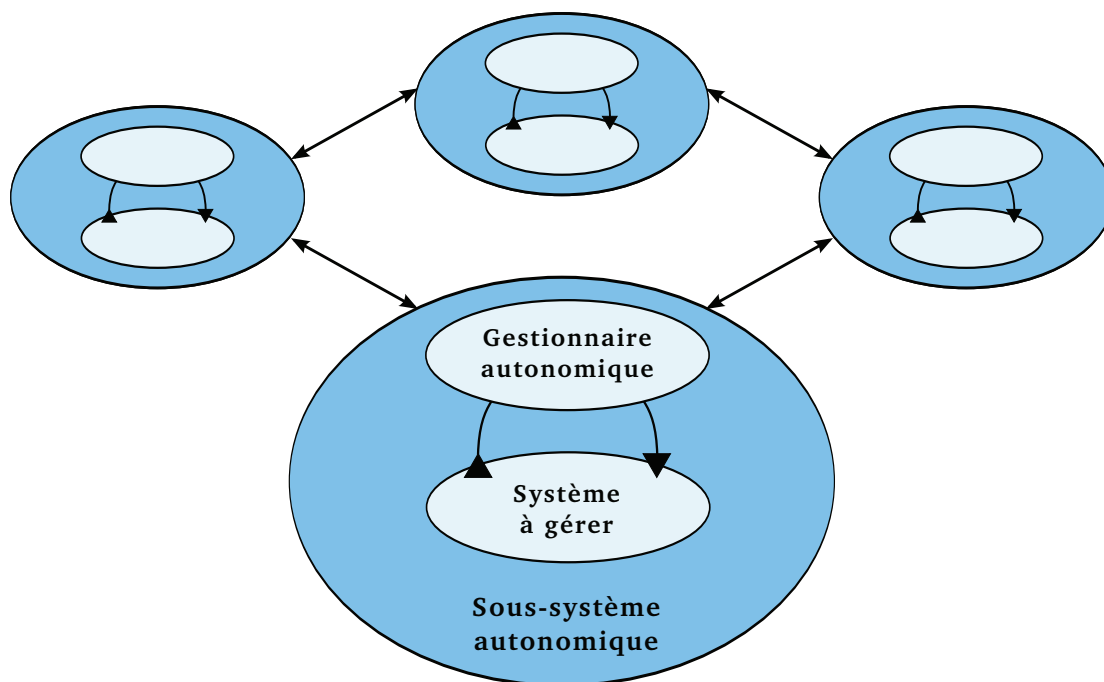 Gestionnaire
autonomique
Système
à gérer
Sous-système
autonomique